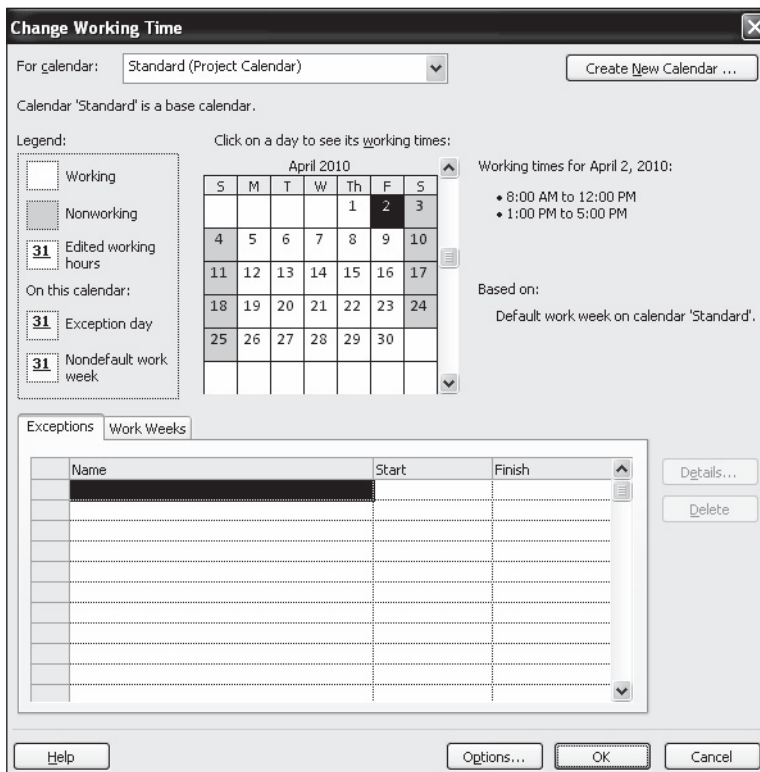 Change Working Time
For calendar: Standard (Project Calendar) Create New Calendar ...
Calendar 'Standard' is a base calendar.
Legend:
Working
Nonworking
31 Edited working
hours
On this calendar:
31 Exception day
31 Nondefault work
week
Click on a day to see its working times:
April 2010
S M T W Th F S
1 2 3
4 5 6 7 8 9 10
11 12 13 14 15 16 17
18 19 20 21 22 23 24
25 26 27 28 29 30
Working times for April 2, 2010:
• 8:00 AM to 12:00 PM
• 1:00 PM to 5:00 PM
Based on:
Default work week on calendar 'Standard'.
Exceptions Work Weeks
Name Start Finish
Details...
Delete
Help Options... OK Cancel